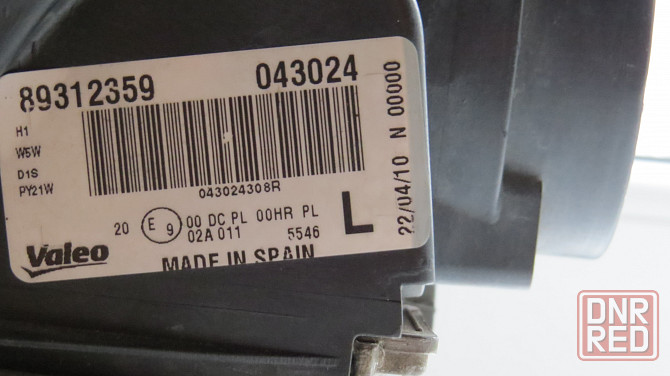 89312359 043024
H1
W5W
D1S
PY21W
043024308R
20 E 9 00 DC PL 00HR PL
02A 011 5546
L
22/04/10 N 00000
Valeo
MADE IN SPAIN
DNR
RED